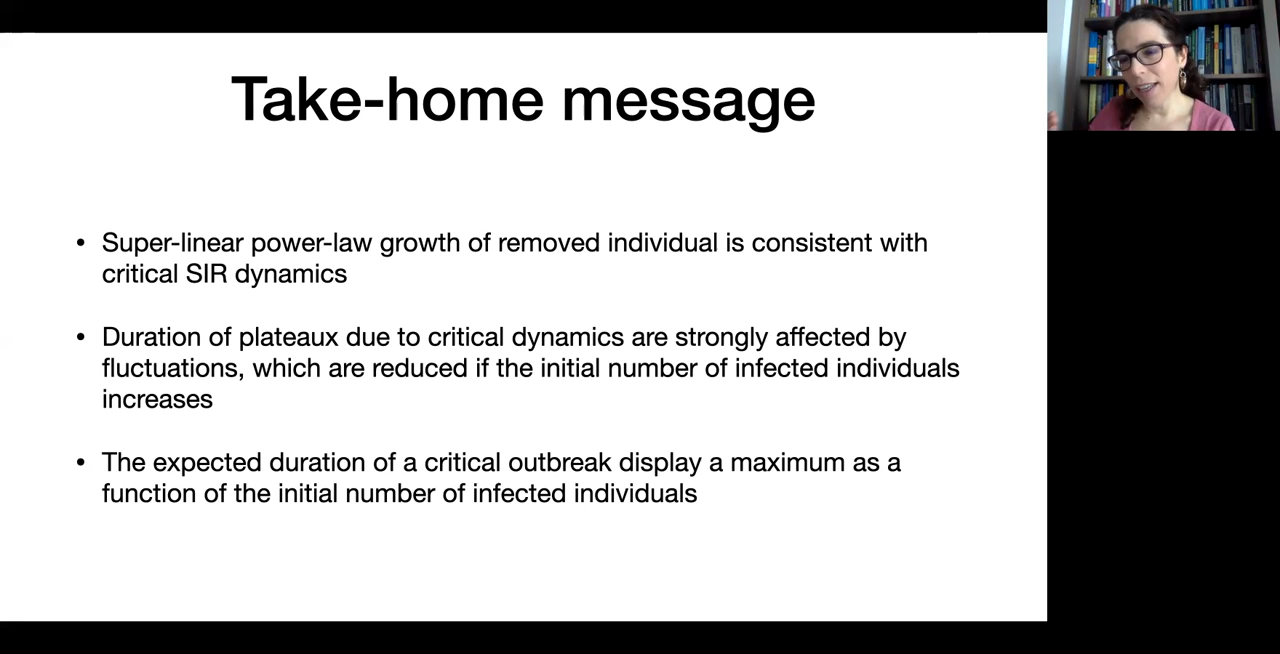 Take-home message
• Super-linear power-law growth of removed individual is consistent with
critical SIR dynamics
• Duration of plateaux due to critical dynamics are strongly affected by
fluctuations, which are reduced if the initial number of infected individuals
increases
• The expected duration of a critical outbreak display a maximum as a
function of the initial number of infected individuals